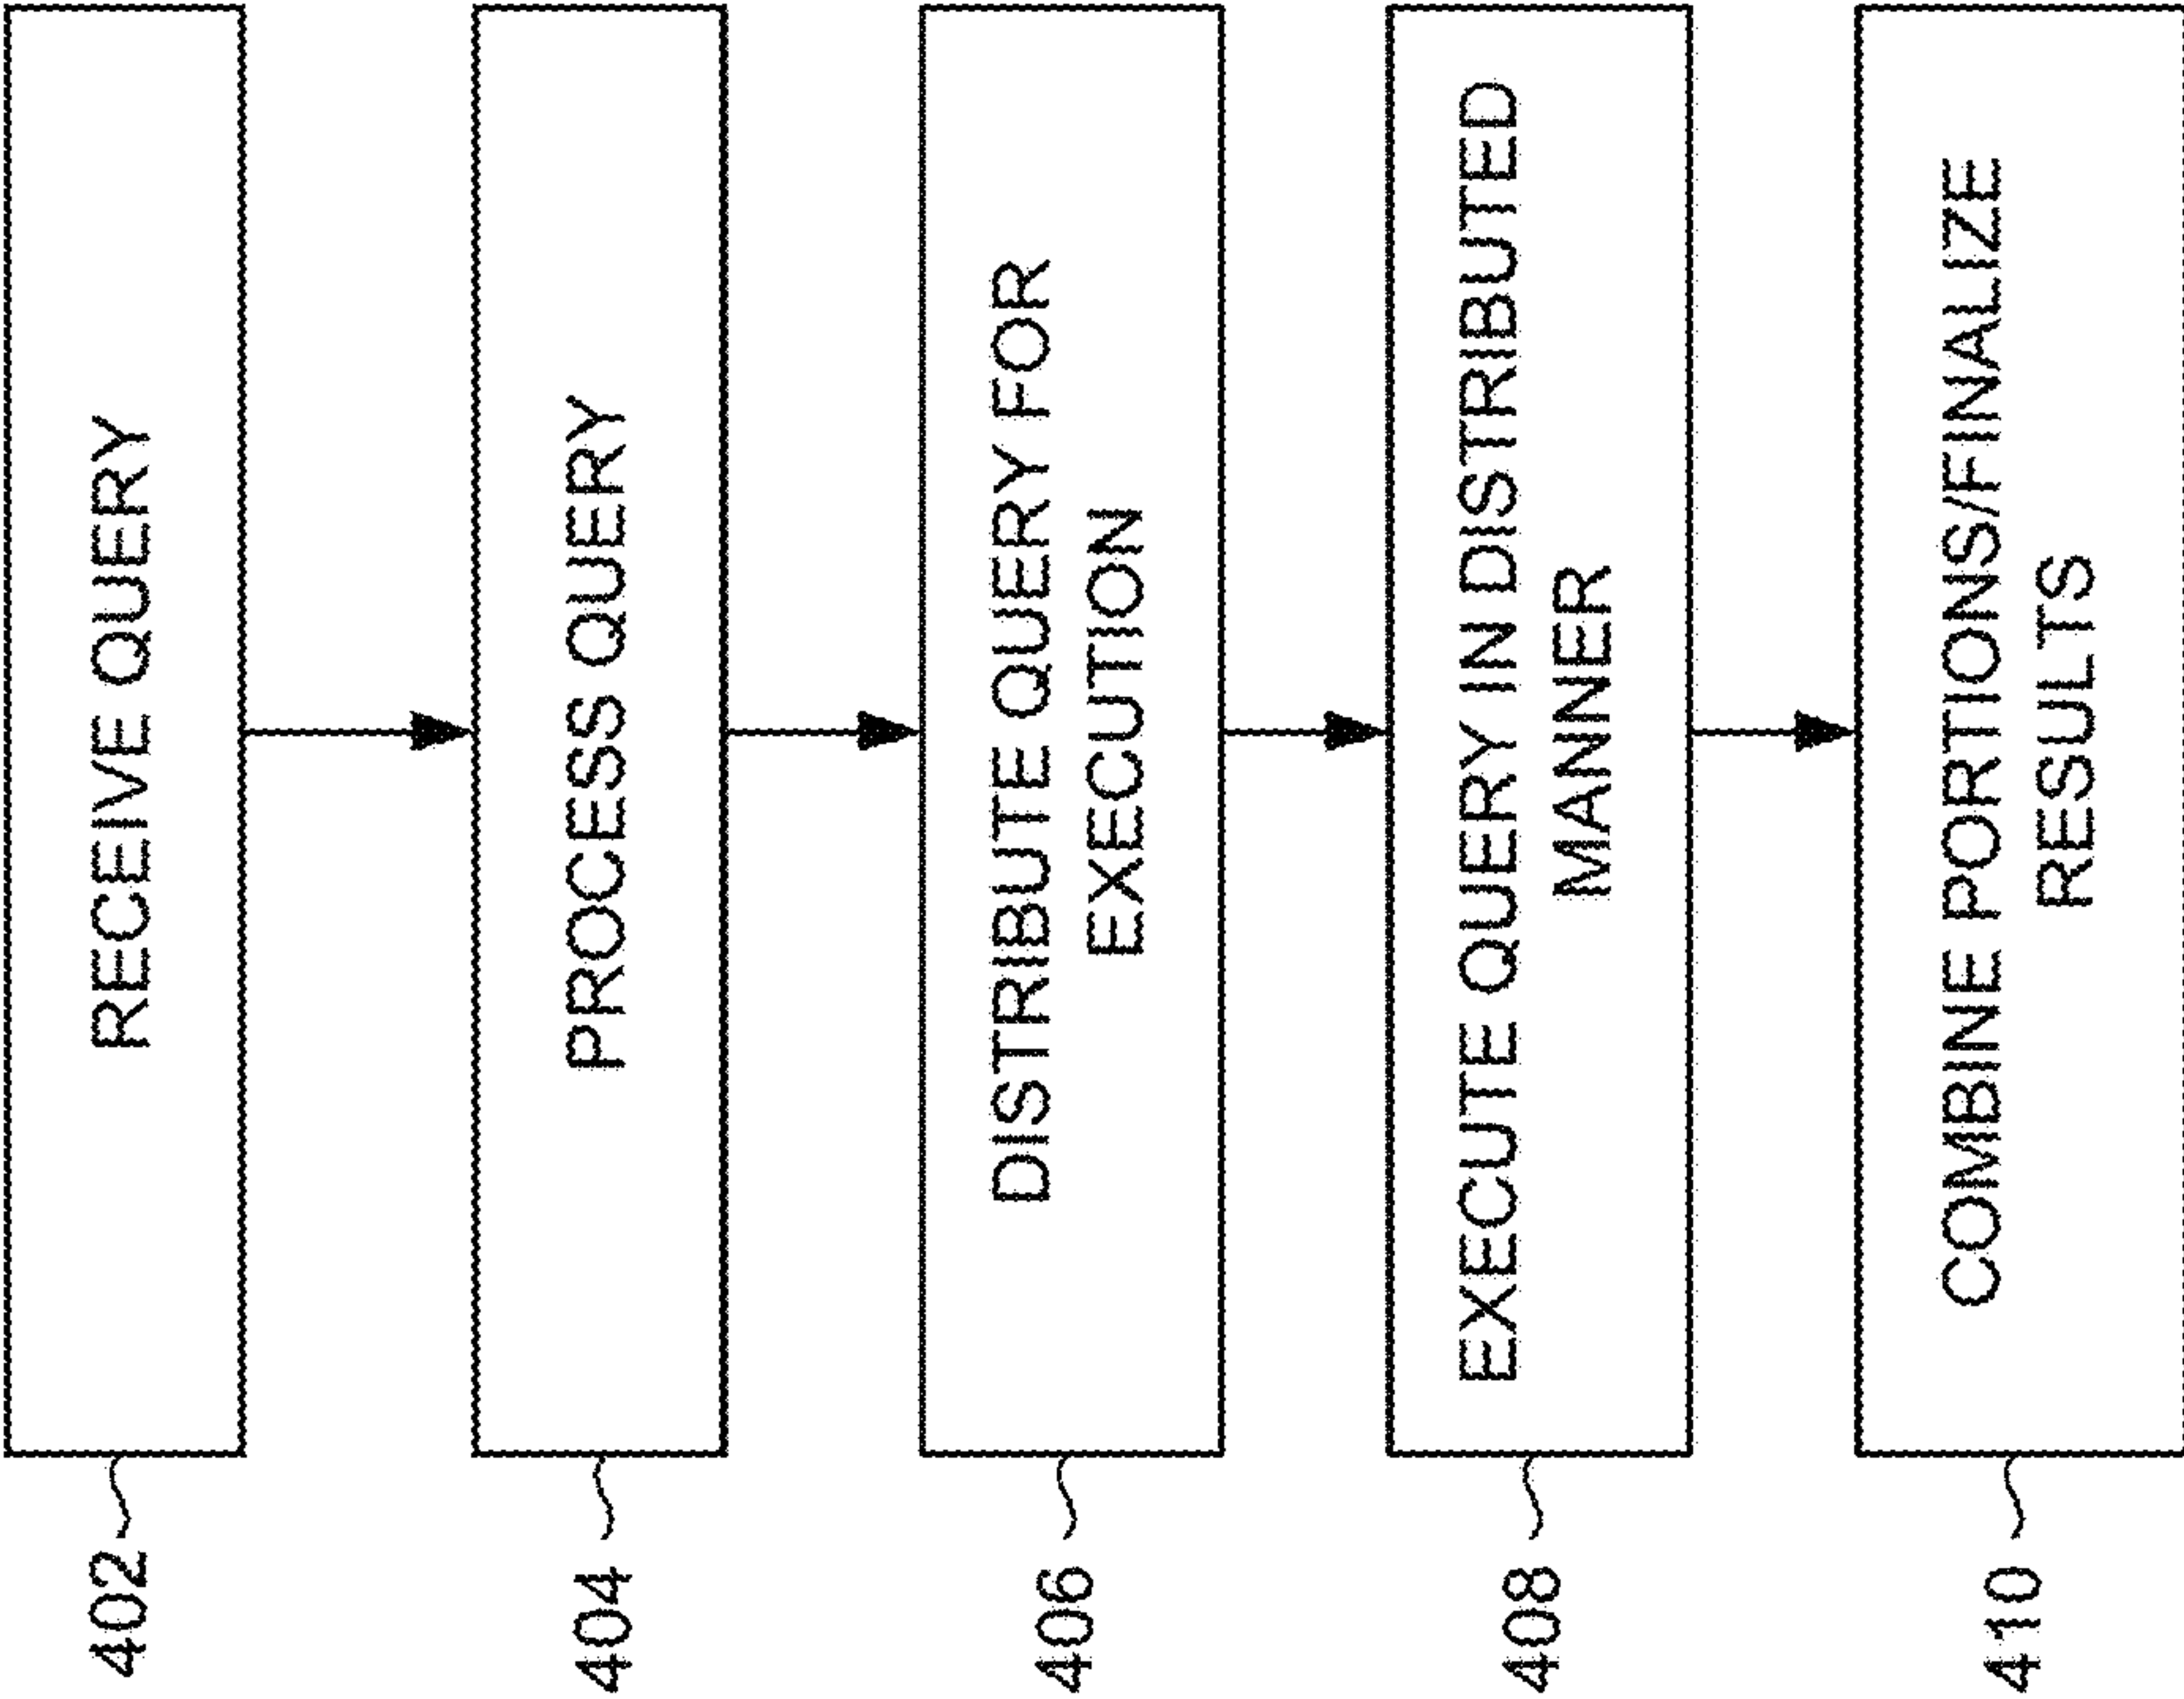 402
RECEIVE QUERY
404
PROCESS QUERY
406
DISTRIBUTE QUERY FOR
EXECUTION
408
EXECUTE QUERY IN DISTRIBUTED
MANNER
410
COMBINE PORTIONS/FINALIZE
RESULTS